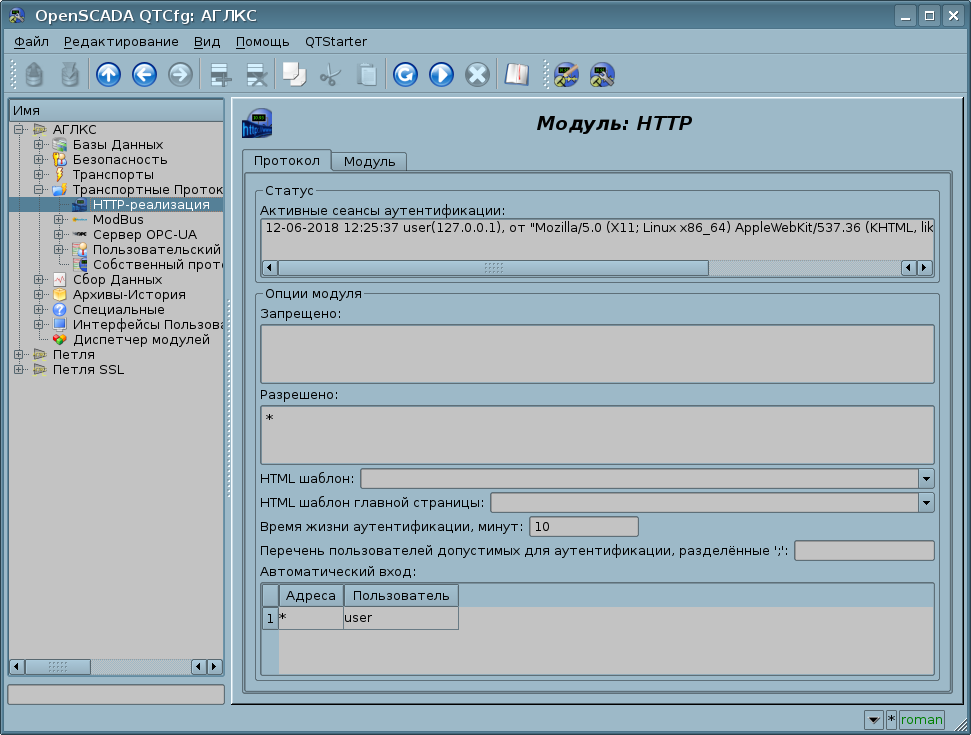 OpenSCADA QTCfg: АГЛКС
Файл Редактирование Вид Помощь QTStarter
Имя
АГЛКС
Базы Данных
Безопасность
Транспорты
Транспортные Проток
HTTP-реализация
ModBus
Сервер OPC-UA
Пользовательский
Собственный прот
Сбор Данных
Архивы-История
Специальные
Интерфейсы Пользова
Диспетчер модулей
Петля
Петля SSL
Модуль: HTTP
Протокол Модуль
Статус
Активные сеансы аутентификации:
12-06-2018 12:25:37 user(127.0.0.1), от "Mozilla/5.0 (X11; Linux x86_64) AppleWebKit/537.36 (KHTML, lik
Опции модуля
Запрещено:
Разрешено:
*
HTML шаблон:
HTML шаблон главной страницы:
Время жизни аутентификации, минут: 10
Перечень пользователей допустимых для аутентификации, разделённые ';':
Автоматический вход:
Адреса Пользователь
1 * user
* roman